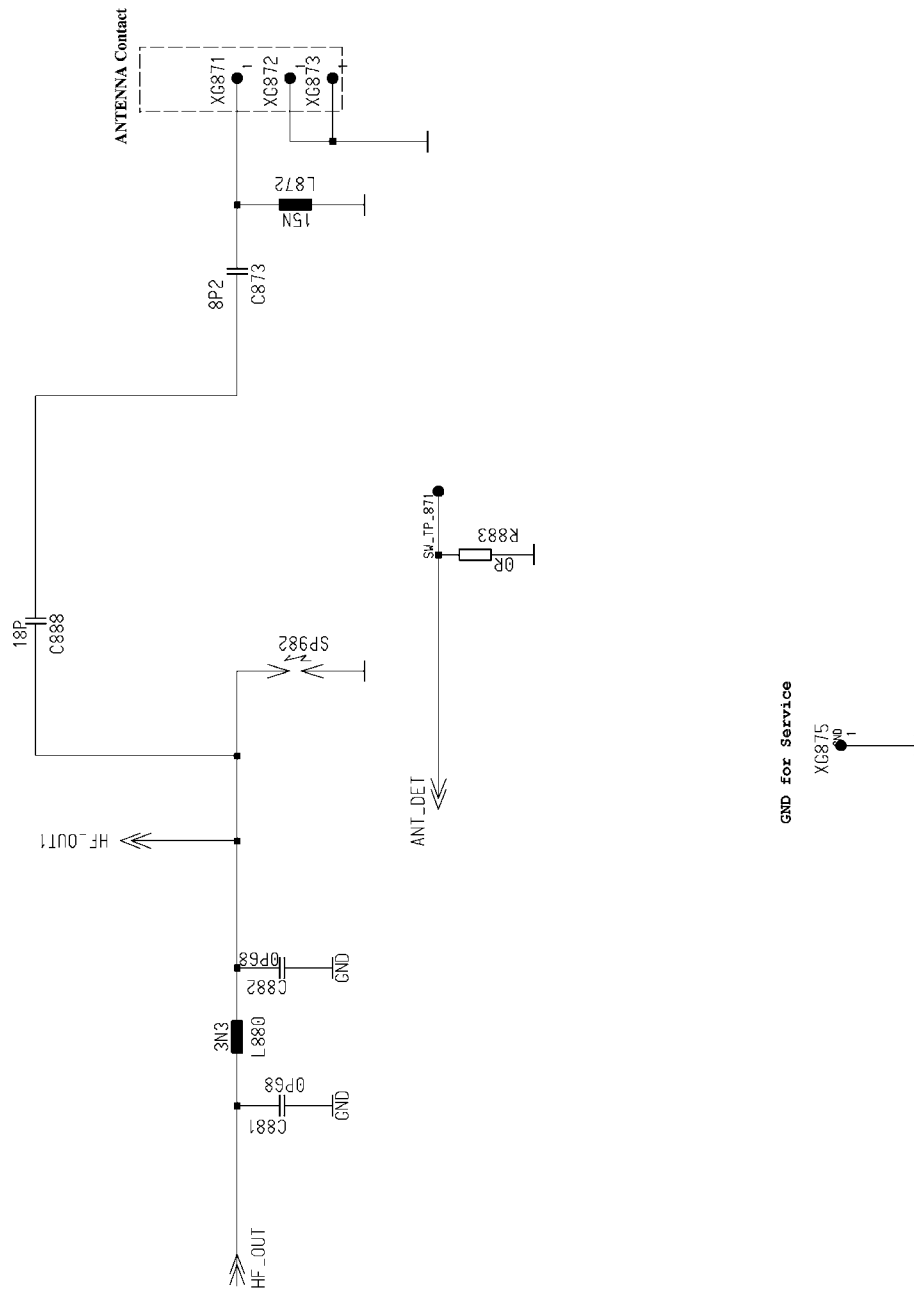 ANTENNA Contact
XG871
1
XG872
1
XG873
1
L872
15N
8P2
C873
SW_TP_871
R883
0R
18P
C888
SP982
ANT_DET
GND for Service
XG875
GND
1
HF_OUT1
0P68
C882
GND
3N3
L880
0P68
C881
GND
HF_OUT